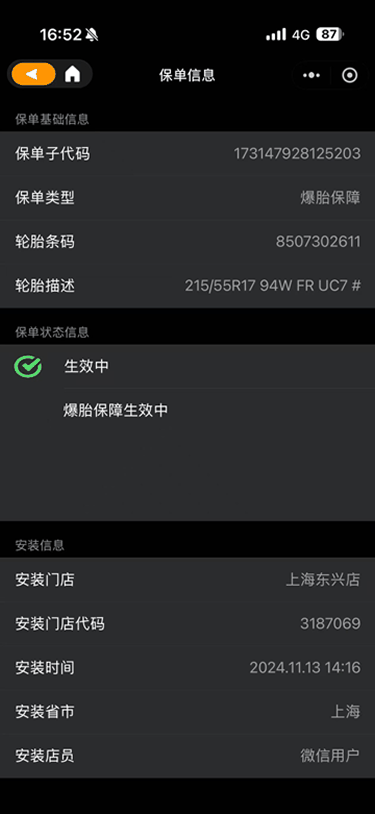 16:52 4G 87
保单信息
保单基础信息
保单子代码 173147928125203
保单类型 爆胎保障
轮胎条码 8507302611
轮胎描述 215/55R17 94W FR UC7 #
保单状态信息
生效中
爆胎保障生效中
安装信息
安装门店 上海东兴店
安装门店代码 3187069
安装时间 2024.11.13 14:16
安装省市 上海
安装店员 微信用户